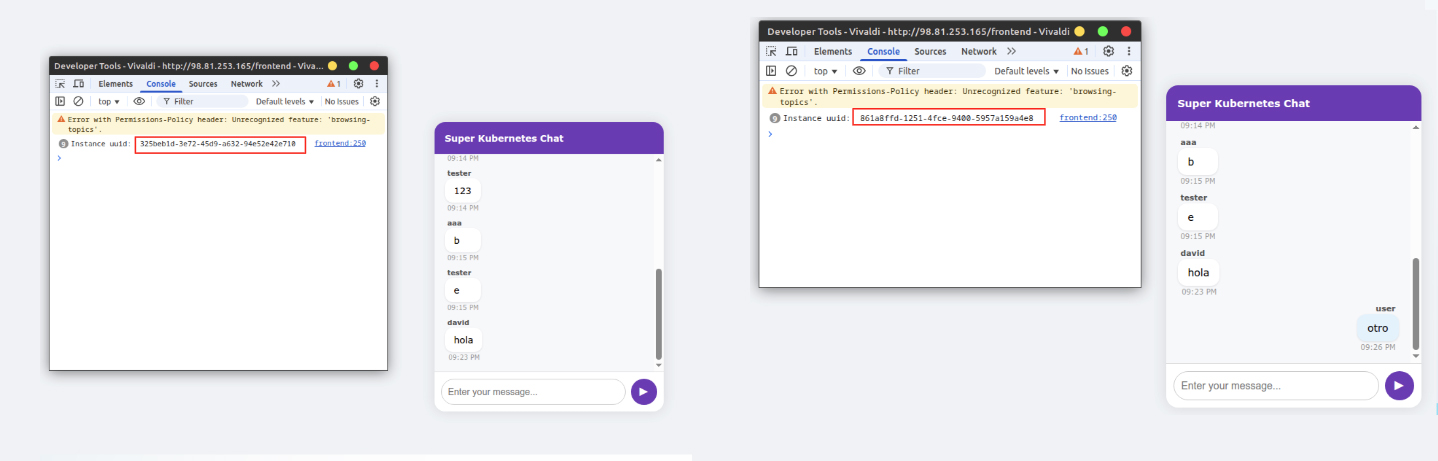 Developer Tools - Vivaldi - http://98.81.253.165/frontend - Viva...
Elements Console Sources Network 1
top Filter Default levels No Issues
Error with Permissions-Policy header: Unrecognized feature: 'browsing-
topics'.
9 Instance uuid: 325beb1d-3e72-45d9-a632-94e52e42e710 frontend:250
Super Kubernetes Chat
09:14 PM
tester
123
09:14 PM
aaa
b
09:15 PM
tester
e
09:15 PM
david
hola
09:23 PM
Enter your message...
Developer Tools - Vivaldi - http://98.81.253.165/frontend - Vivaldi
Elements Console Sources Network 1
top Filter Default levels No Issues
Error with Permissions-Policy header: Unrecognized feature: 'browsing-
topics'.
9 Instance uuid: 861a8ffd-1251-4fce-9400-5957a159a4e8 frontend:250
Super Kubernetes Chat
09:14 PM
aaa
b
09:15 PM
tester
e
09:15 PM
david
hola
09:23 PM
user
otro
09:26 PM
Enter your message...